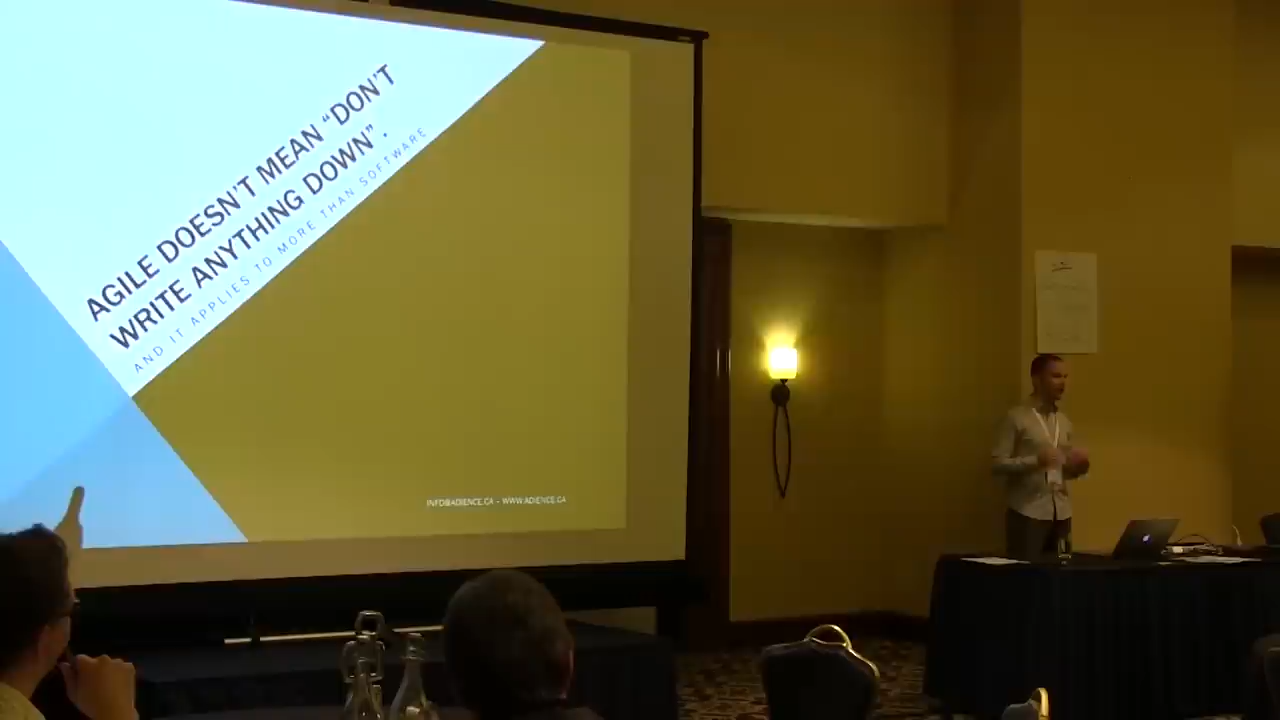 AGILE DOESN'T MEAN “DON'T
WRITE ANYTHING DOWN”.
AND IT APPLIES TO MORE THAN SOFTWARE
INFO@ADIENCE.CA – WWW.ADIENCE.CA